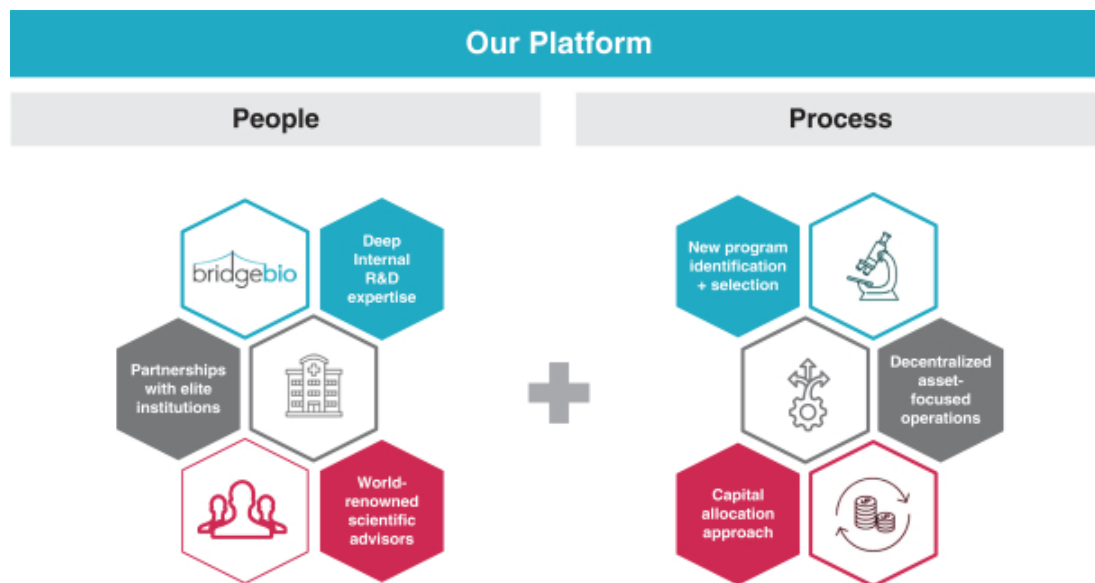 Our Platform
People
Process
bridgebio
Deep
Internal
R&D
expertise
Partnerships
with elite
institutions
World-
renowned
scientific
advisors
New program
identification
+ selection
Decentralized
asset-
focused
operations
Capital
allocation
approach